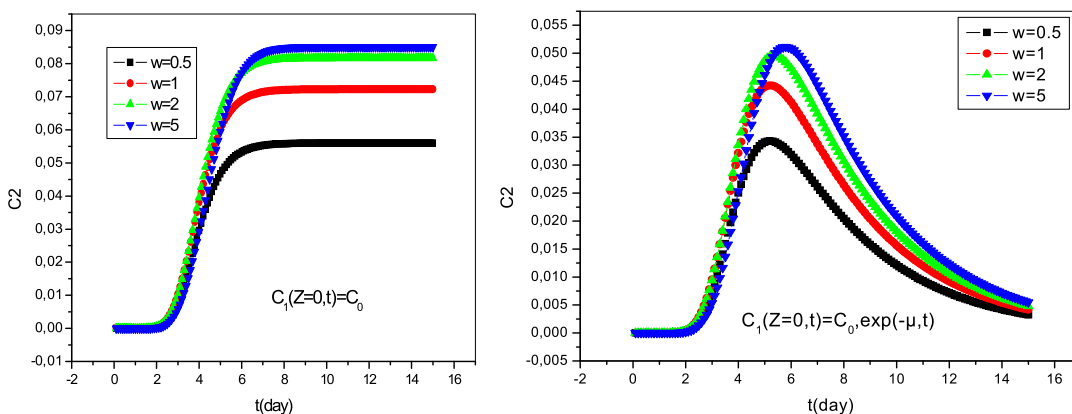 0,09
0,08
0,07
0,06
0,05
0,04
0,03
0,02
0,01
0,00
-0,01
C2
w=0.5
w=1
w=2
w=5
C₁(Z=0,t)=C₀
-2 0 2 4 6 8 10 12 14 16
t(day)
0,055
0,050
0,045
0,040
0,035
0,030
0,025
0,020
0,015
0,010
0,005
0,000
-0,005
C2
w=0.5
w=1
w=2
w=5
C₁(Z=0,t)=C₀,exp(-μ,t)
-2 0 2 4 6 8 10 12 14 16
t(day)